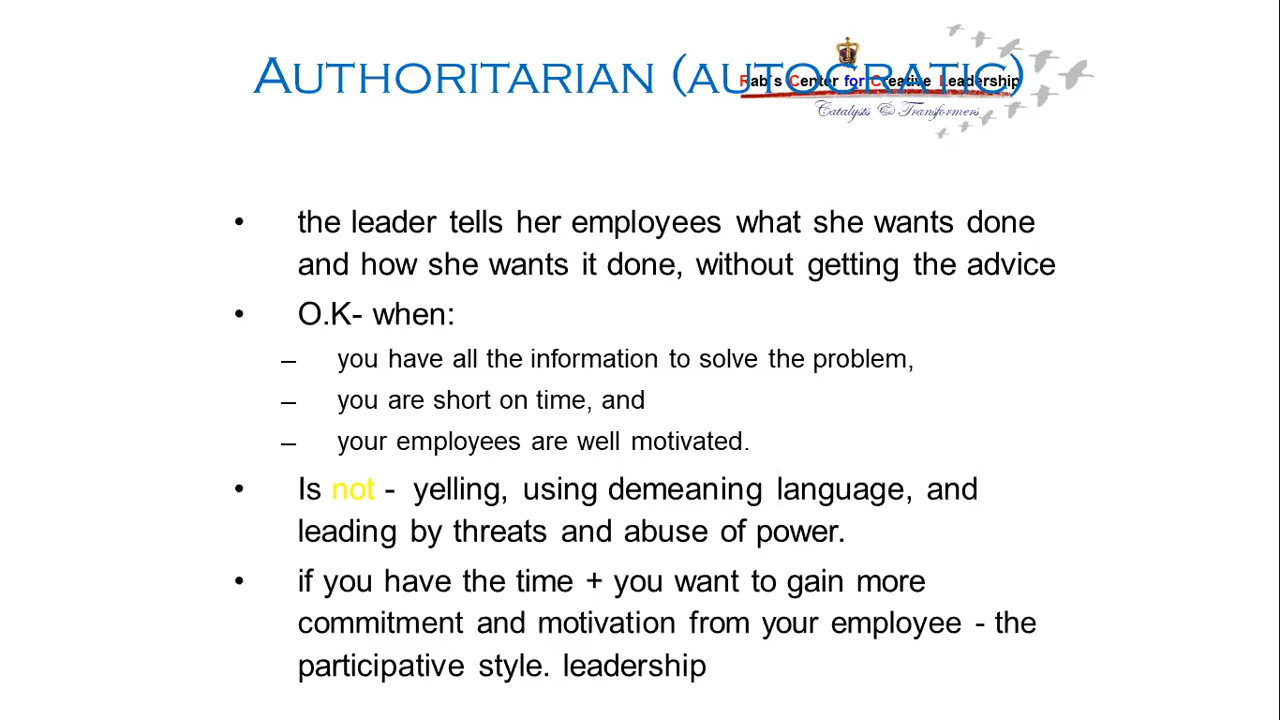 AUTHORITARIAN (AUTOCRATIC)
Rab's Center for Creative Leadership
Catalysts & Transformers
• the leader tells her employees what she wants done
and how she wants it done, without getting the advice
• O.K- when:
– you have all the information to solve the problem,
– you are short on time, and
– your employees are well motivated.
• Is not - yelling, using demeaning language, and
leading by threats and abuse of power.
• if you have the time + you want to gain more
commitment and motivation from your employee - the
participative style. leadership